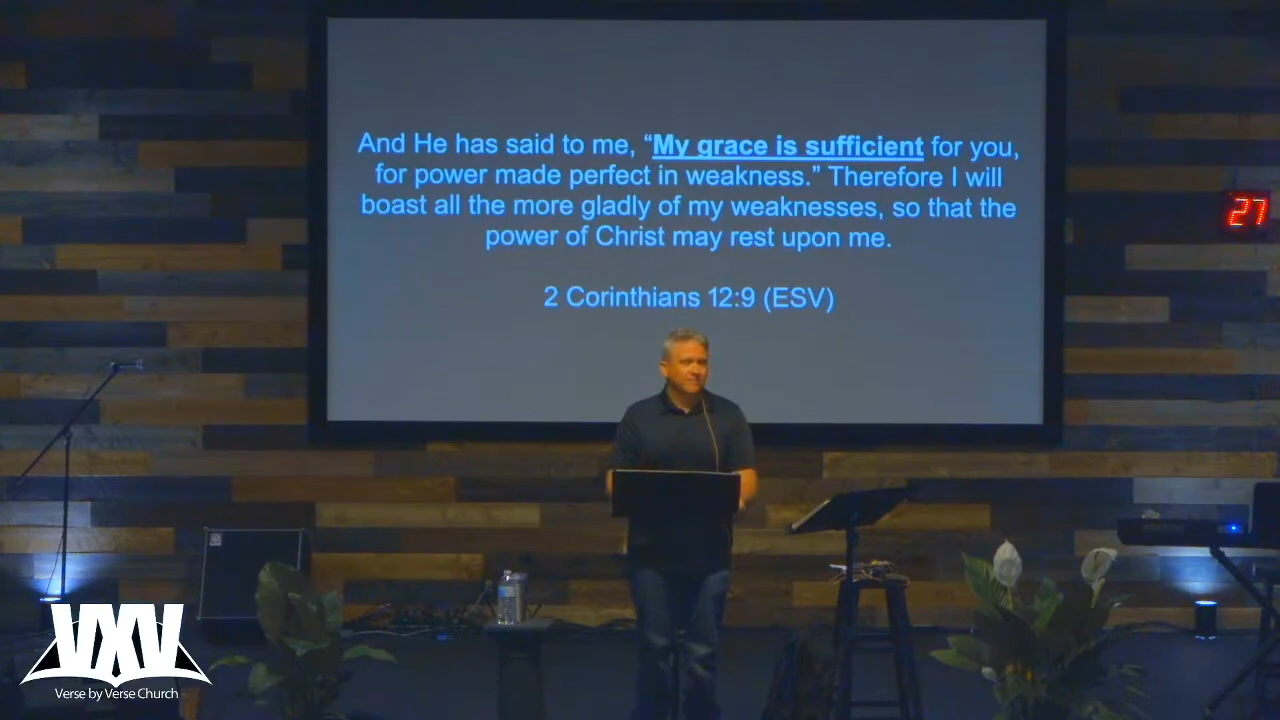 And He has said to me, “My grace is sufficient for you,
for power made perfect in weakness.” Therefore I will
boast all the more gladly of my weaknesses, so that the
power of Christ may rest upon me.
2 Corinthians 12:9 (ESV)
27
VXV
Verse by Verse Church